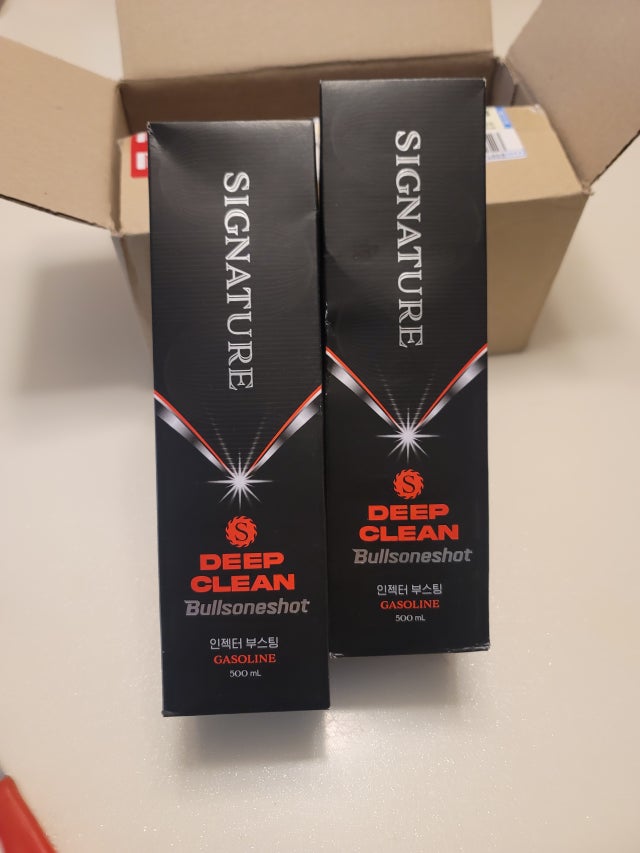 SIGNATURE
S
DEEP
CLEAN
Bullsoneshot
인젝터 부스팅
GASOLINE
500 mL
SIGNATURE
S
DEEP
CLEAN
Bullsoneshot
인젝터 부스팅
GASOLINE
500 mL